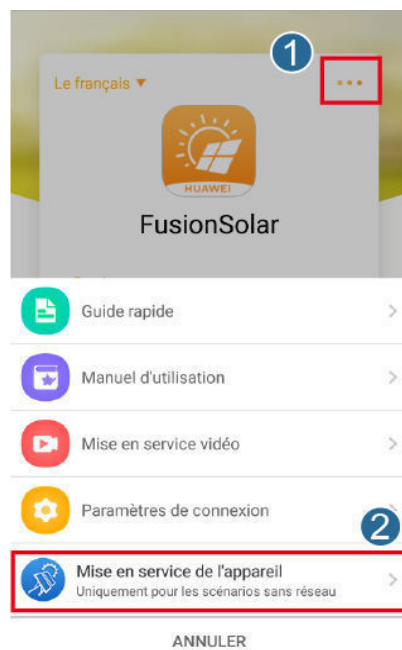 1
Le français ▼
HUAWEI
FusionSolar
Guide rapide
Manuel d'utilisation
Mise en service vidéo
Paramètres de connexion
2
Mise en service de l'appareil
Uniquement pour les scénarios sans réseau
ANNULER